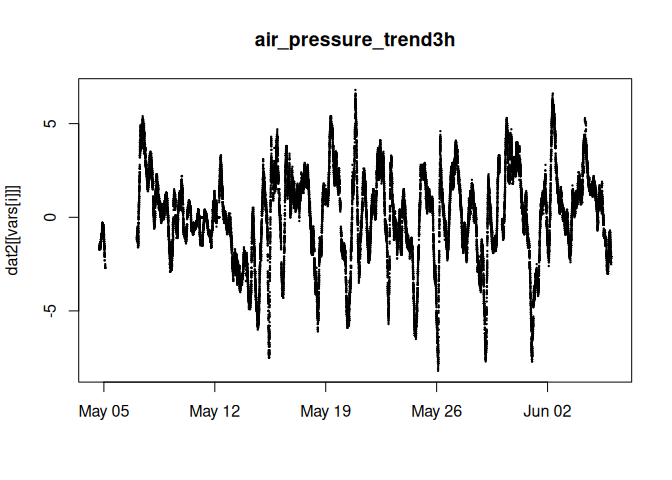 air_pressure_trend3h
dat2[[vars[i]]]
5
0
-5
May 05
May 12
May 19
May 26
Jun 02